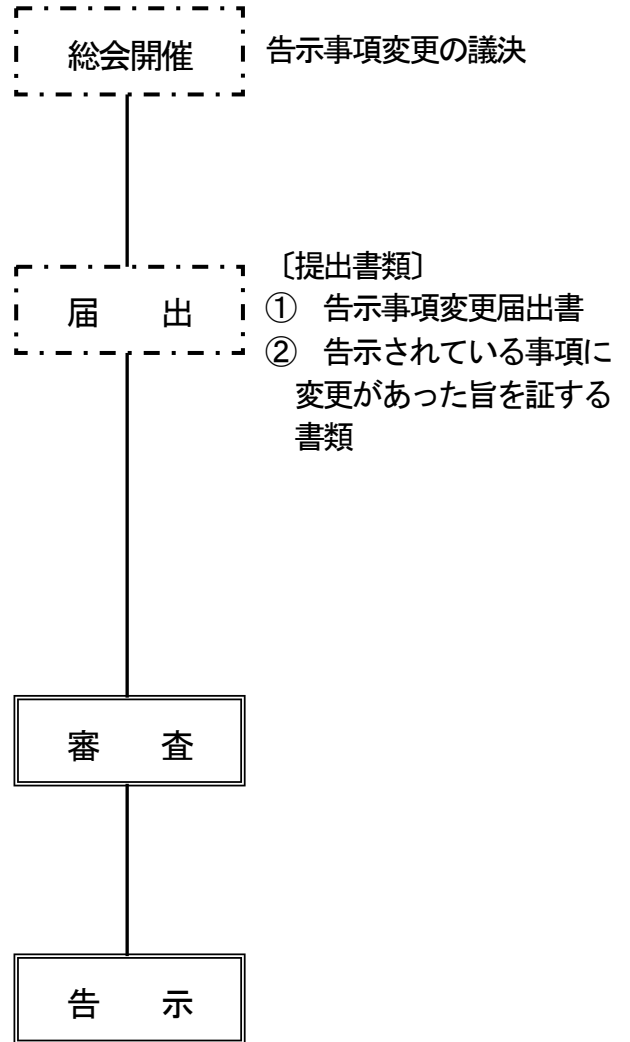 総会開催 告示事項変更の議決
〔提出書類〕
届　出
① 告示事項変更届出書
② 告示されている事項に
変更があった旨を証する
書類
審　査
告　示